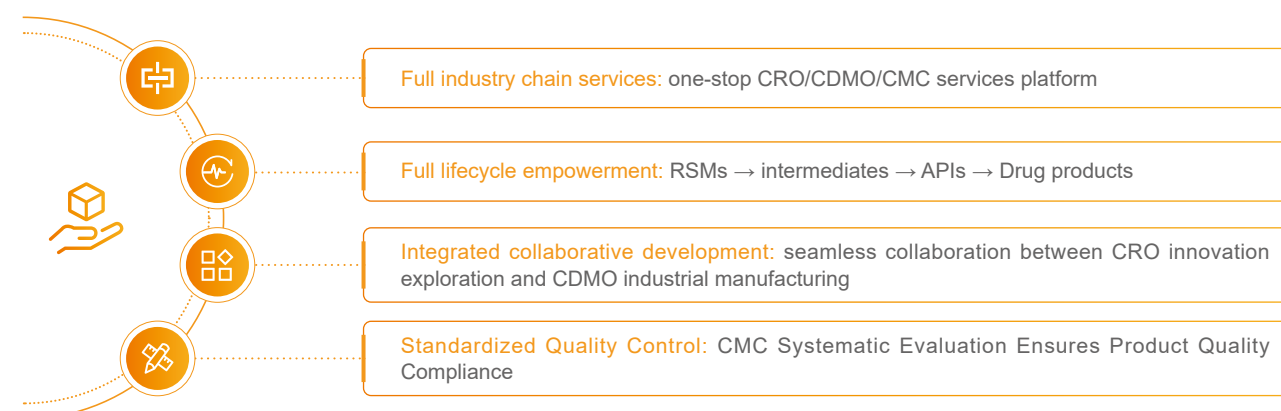 Full industry chain services: one-stop CRO/CDMO/CMC services platform
Full lifecycle empowerment: RSMs → intermediates → APIs → Drug products
Integrated collaborative development: seamless collaboration between CRO innovation
exploration and CDMO industrial manufacturing
Standardized Quality Control: CMC Systematic Evaluation Ensures Product Quality
Compliance